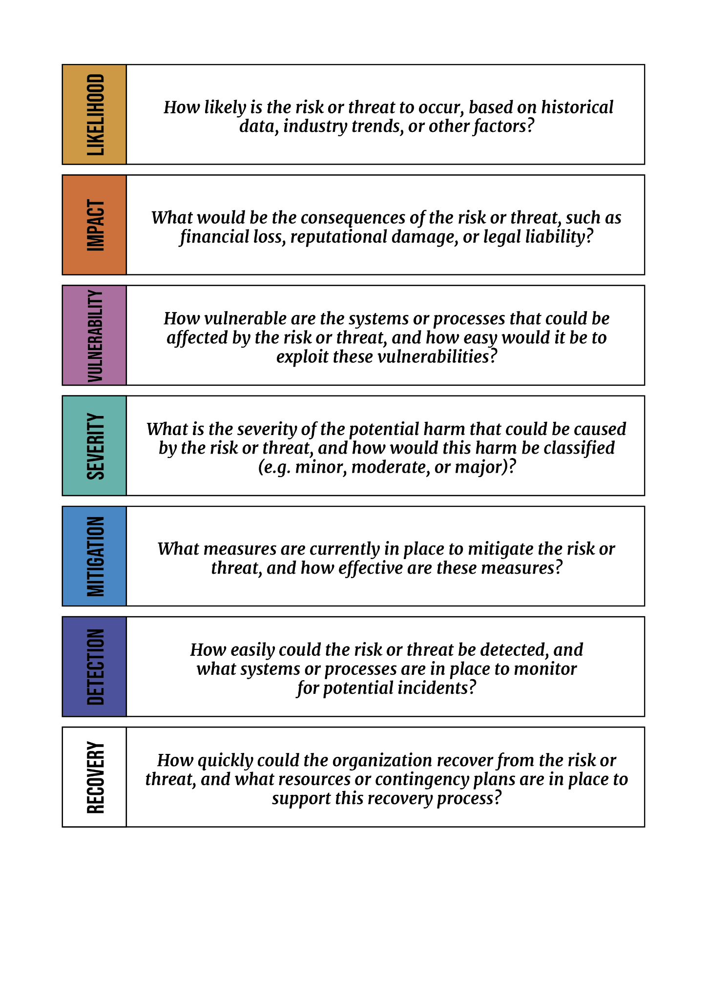 LIKELIHOOD
How likely is the risk or threat to occur, based on historical
data, industry trends, or other factors?
IMPACT
What would be the consequences of the risk or threat, such as
financial loss, reputational damage, or legal liability?
VULNERABILITY
How vulnerable are the systems or processes that could be
affected by the risk or threat, and how easy would it be to
exploit these vulnerabilities?
SEVERITY
What is the severity of the potential harm that could be caused
by the risk or threat, and how would this harm be classified
(e.g. minor, moderate, or major)?
MITIGATION
What measures are currently in place to mitigate the risk or
threat, and how effective are these measures?
DETECTION
How easily could the risk or threat be detected, and
what systems or processes are in place to monitor
for potential incidents?
RECOVERY
How quickly could the organization recover from the risk or
threat, and what resources or contingency plans are in place to
support this recovery process?